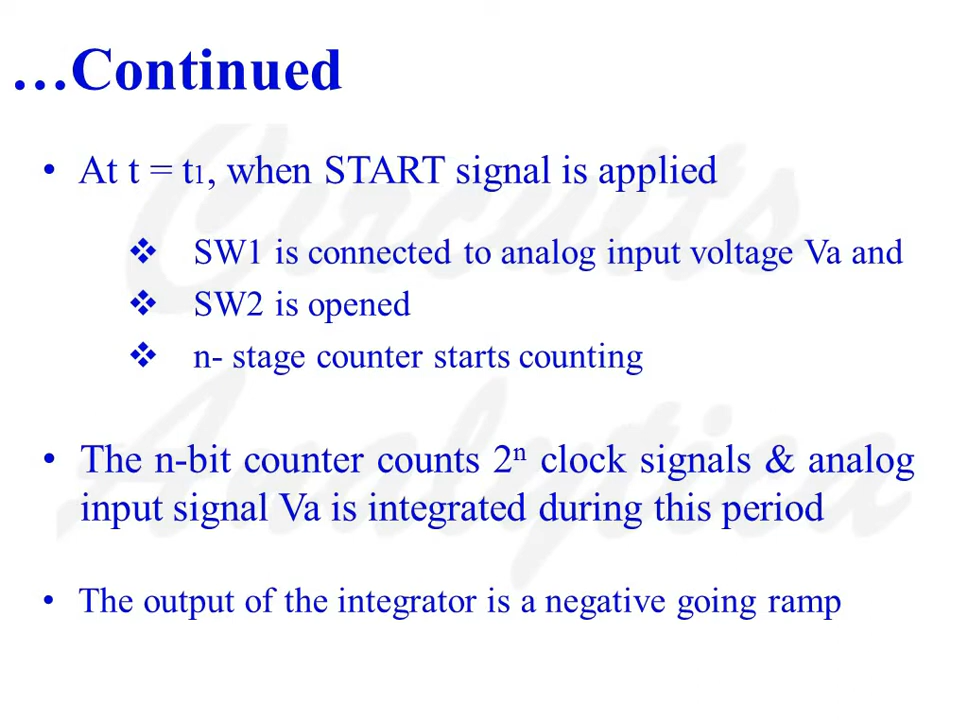 …Continued
• At t = t1, when START signal is applied
❖ SW1 is connected to analog input voltage Va and
❖ SW2 is opened
❖ n- stage counter starts counting
• The n-bit counter counts 2ⁿ clock signals & analog
input signal Va is integrated during this period
• The output of the integrator is a negative going ramp
Circuits
Analytica